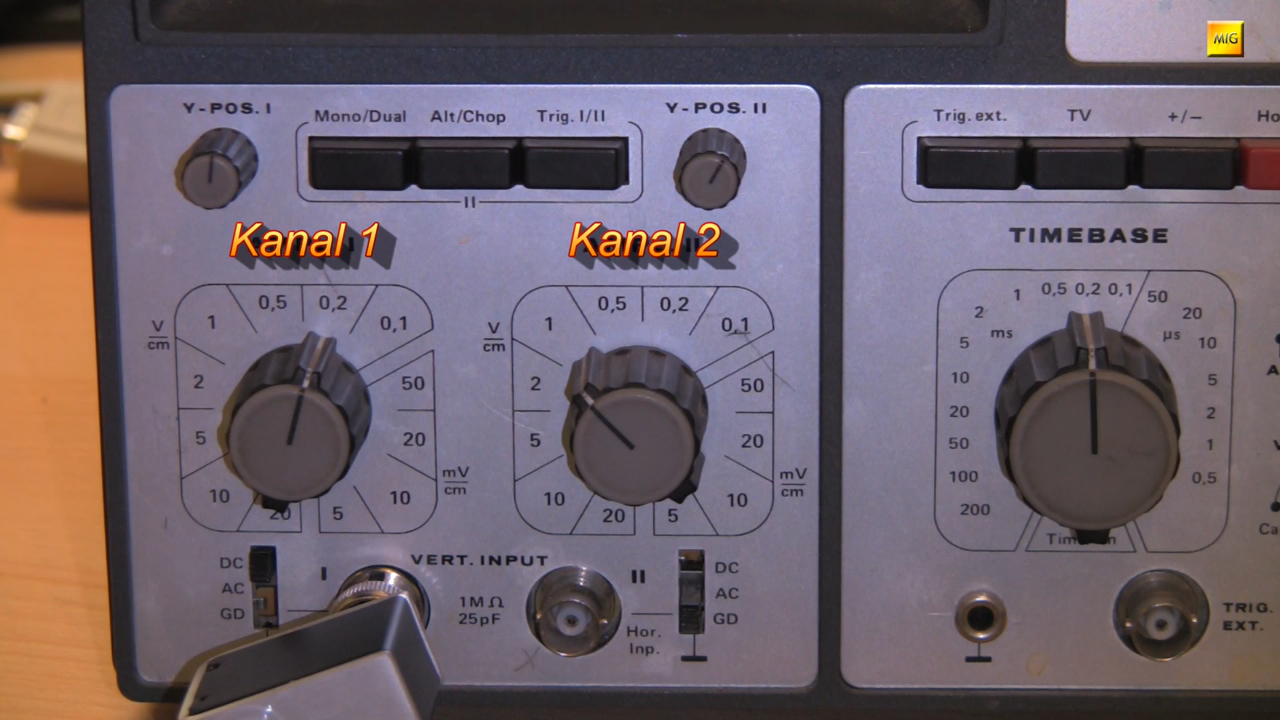 MIG
Y-POS. I
Mono/Dual
Alt/Chop
Trig. I/II
Y-POS. II
II
Kanal 1
Kanal 2
V/cm
1
0,5
0,2
0,1
2
50
5
20
10
10
20
5
mV/cm
V/cm
1
0,5
0,2
0,1
2
50
5
20
10
10
20
5
mV/cm
DC
AC
GD
I
VERT. INPUT
1MΩ
25pF
II
Hor.
Inp.
DC
AC
GD
Trig. ext.
TV
+/−
TIMEBASE
0,5 0,2 0,1
1
50
2
20
ms
µs
5
10
10
5
20
2
50
1
100
0,5
200
TRIG.
EXT.